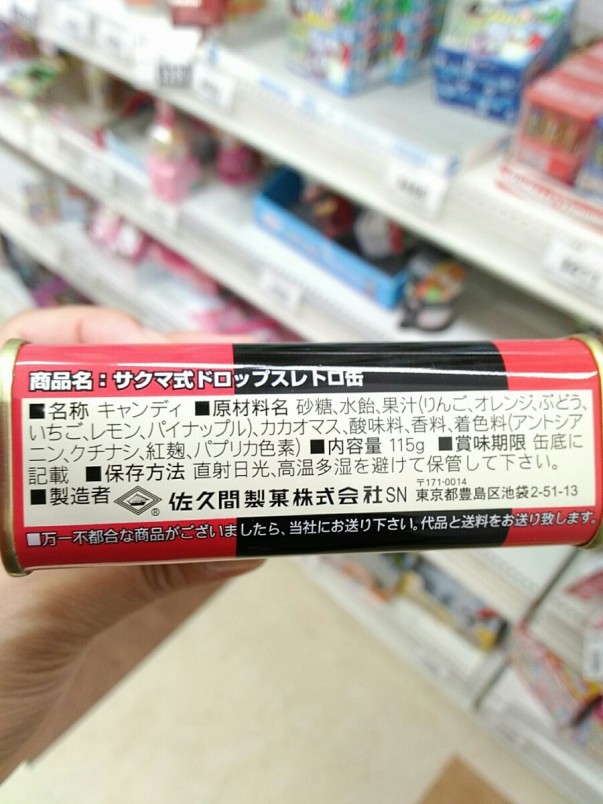 商品名：サクマ式ドロップスレトロ缶
■名称 キャンディ ■原材料名 砂糖、水飴、果汁(りんご、オレンジ、ぶどう、
いちご、レモン、パイナップル)、カカオマス、酸味料、香料、着色料(アントシア
ニン、クチナシ、紅麹、パプリカ色素) ■内容量 115g ■賞味期限 缶底に
記載 ■保存方法 直射日光、高温多湿を避けて保管して下さい。
■製造者 ® 佐久間製菓株式会社SN 〒171-0014 東京都豊島区池袋2-51-13
■万一不都合な商品がございましたら、当社にお送り下さい。代品と送料をお送り致します。